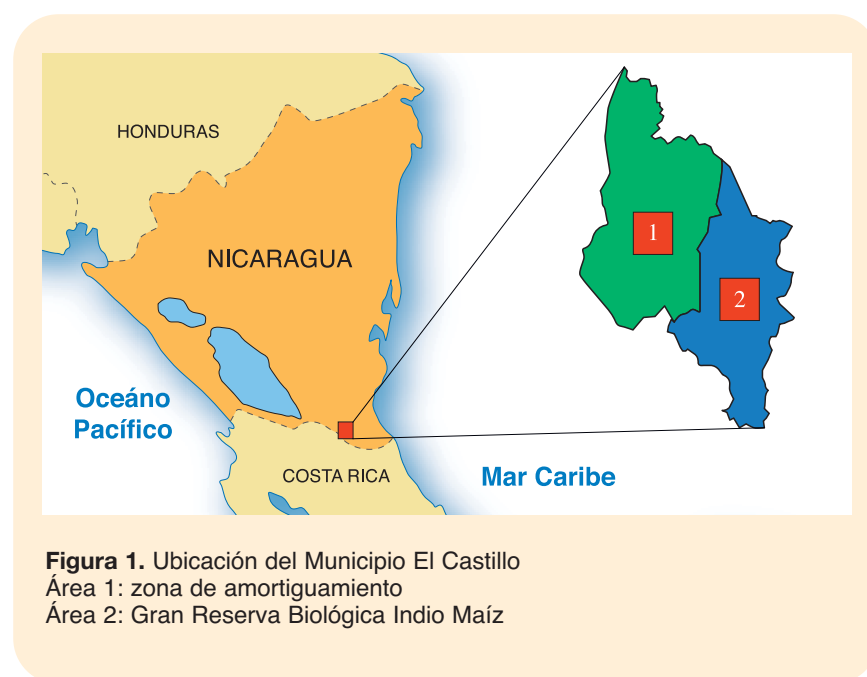 HONDURAS
NICARAGUA
1
2
Oceáno
Pacífico
COSTA RICA
Mar Caribe
Figura 1. Ubicación del Municipio El Castillo
Área 1: zona de amortiguamiento
Área 2: Gran Reserva Biológica Indio Maíz